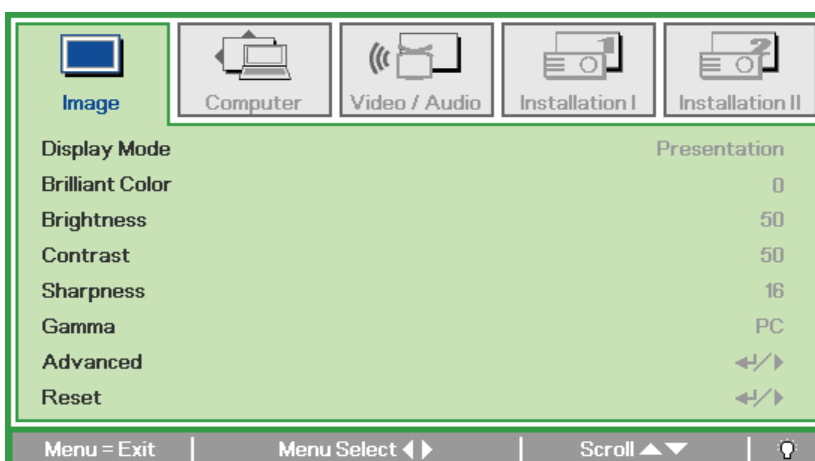 Image Computer Video / Audio Installation I Installation II
Display Mode Presentation
Brilliant Color 0
Brightness 50
Contrast 50
Sharpness 16
Gamma PC
Advanced
Reset
Menu = Exit Menu Select Scroll